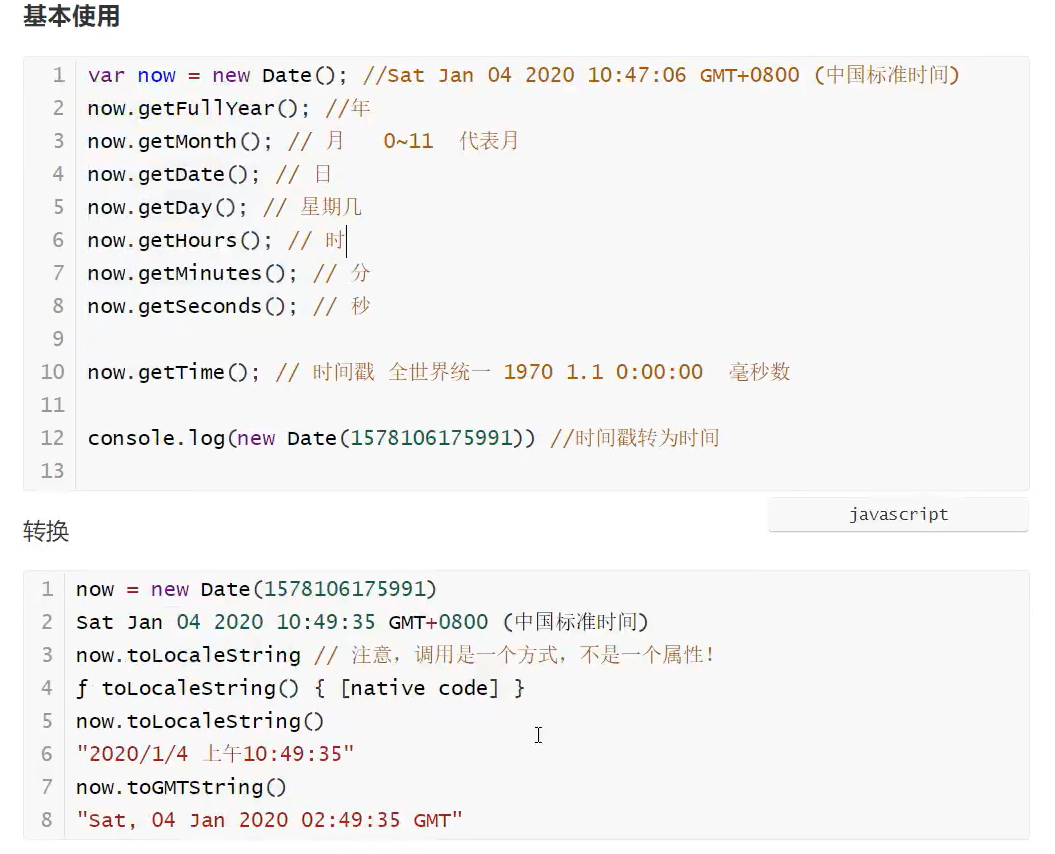 基本使用
1 var now = new Date(); //Sat Jan 04 2020 10:47:06 GMT+0800 (中国标准时间)
2 now.getFullYear(); //年
3 now.getMonth(); // 月   0~11  代表月
4 now.getDate(); // 日
5 now.getDay(); // 星期几
6 now.getHours(); // 时
7 now.getMinutes(); // 分
8 now.getSeconds(); // 秒
9
10 now.getTime(); // 时间戳 全世界统一 1970 1.1 0:00:00  毫秒数
11
12 console.log(new Date(1578106175991)) //时间戳转为时间
13
javascript
转换
1 now = new Date(1578106175991)
2 Sat Jan 04 2020 10:49:35 GMT+0800 (中国标准时间)
3 now.toLocaleString // 注意，调用是一个方式，不是一个属性！
4 ƒ toLocaleString() { [native code] }
5 now.toLocaleString()
6 "2020/1/4 上午10:49:35"
7 now.toGMTString()
8 "Sat, 04 Jan 2020 02:49:35 GMT"